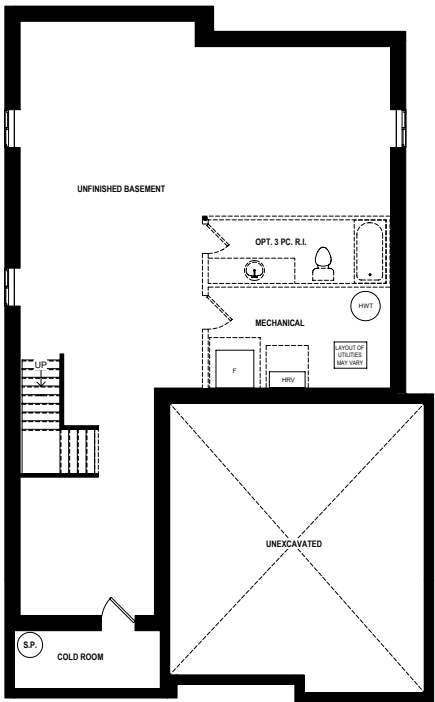 UNFINISHED BASEMENT
OPT. 3 PC. R.I.
HWT
MECHANICAL
LAYOUT OF
UTILITIES
MAY VARY
UP
F
HRV
UNEXCAVATED
S.P.
COLD ROOM